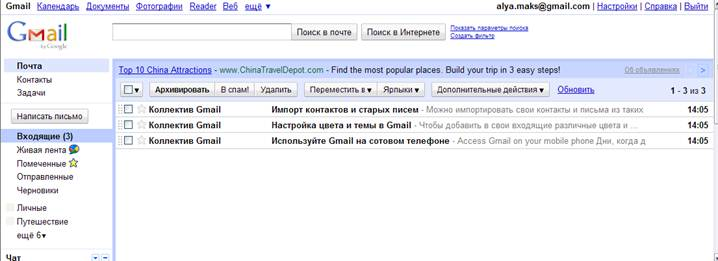 Gmail Календарь Документы Фотографии Reader Веб ещё ▼ alya.maks@gmail.com | Настройки | Справка | Выйти
Gmail by Google
Поиск в почте Поиск в Интернете Показать параметры поиска
Создать фильтр
Почта
Контакты
Задачи
Написать письмо
Входящие (3)
Живая лента
Помеченные
Отправленные
Черновики
Личные
Путешествие
ещё 6▼
Чат
Top 10 China Attractions - www.ChinaTravelDepot.com - Find the most popular places. Build your trip in 3 easy steps! Об объявлениях < >
Архивировать В спам! Удалить Переместить в ▼ Ярлыки ▼ Дополнительные действия ▼ Обновить 1 - 3 из 3
Коллектив Gmail Импорт контактов и старых писем - Можно импортировать свои контакты и письма из таких 14:05
Коллектив Gmail Настройка цвета и темы в Gmail - Чтобы добавить в свои входящие различные цвета и ... 14:05
Коллектив Gmail Используйте Gmail на сотовом телефоне - Access Gmail on your mobile phone Дни, когда д 14:05